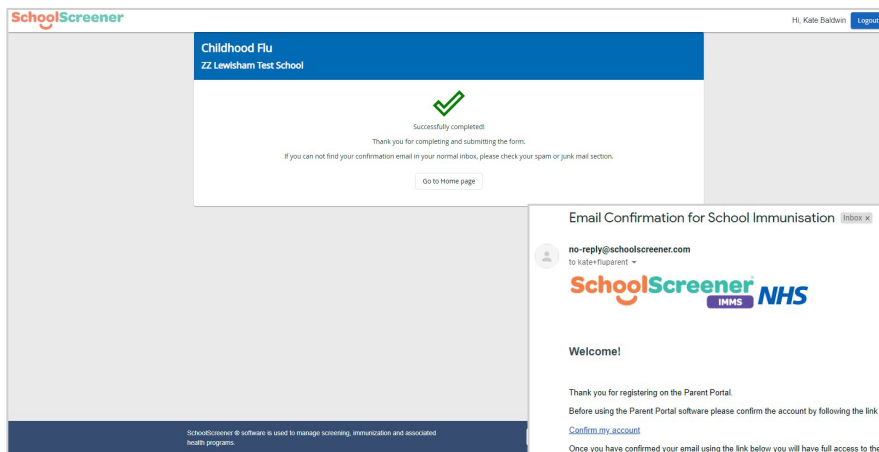 SchoolScreener
Hi, Kate Baldwin
Logout
Childhood Flu
ZZ Lewisham Test School
Successfully completed!
Thank you for completing and submitting the form.
If you can not find your confirmation email in your normal inbox, please check your spam or junk mail section.
Go to Home page
Email Confirmation for School Immunisation Inbox x
no-reply@schoolscreener.com
to kate+fluparent
SchoolScreener
IMMS
NHS
Welcome!
Thank you for registering on the Parent Portal.
Before using the Parent Portal software please confirm the account by following the link
Confirm my account
Once you have confirmed your email using the link below you will have full access to the
SchoolScreener ® software is used to manage screening, immunization and associated
health programs.